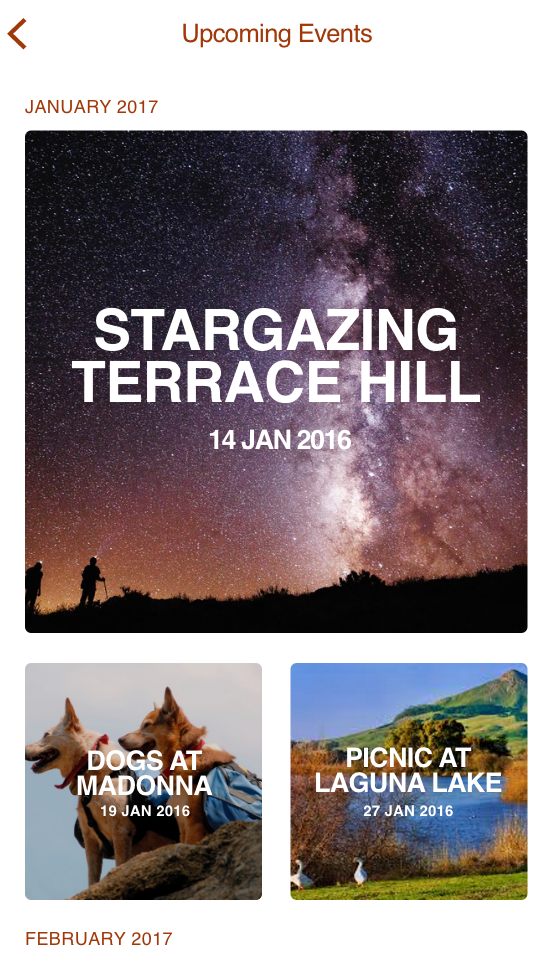 Upcoming Events
JANUARY 2017
STARGAZING
TERRACE HILL
14 JAN 2016
DOGS AT
MADONNA
19 JAN 2016
PICNIC AT
LAGUNA LAKE
27 JAN 2016
FEBRUARY 2017